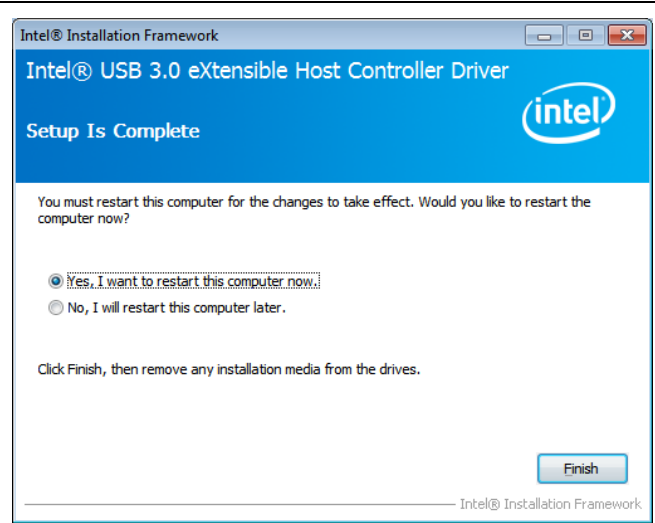 Intel® Installation Framework
Intel® USB 3.0 eXtensible Host Controller Driver
Setup Is Complete
intel
You must restart this computer for the changes to take effect. Would you like to restart the
computer now?
Yes, I want to restart this computer now.
No, I will restart this computer later.
Click Finish, then remove any installation media from the drives.
Finish
Intel® Installation Framework